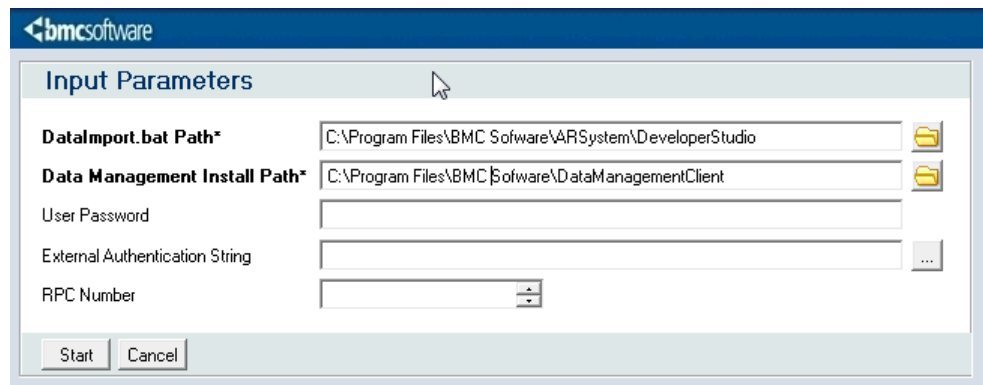 bmcsoftware
Input Parameters
DataImport.bat Path* C:\Program Files\BMC Sofware\ARSystem\DeveloperStudio
Data Management Install Path* C:\Program Files\BMC Sofware\DataManagementClient
User Password
External Authentication String ...
RPC Number
Start Cancel